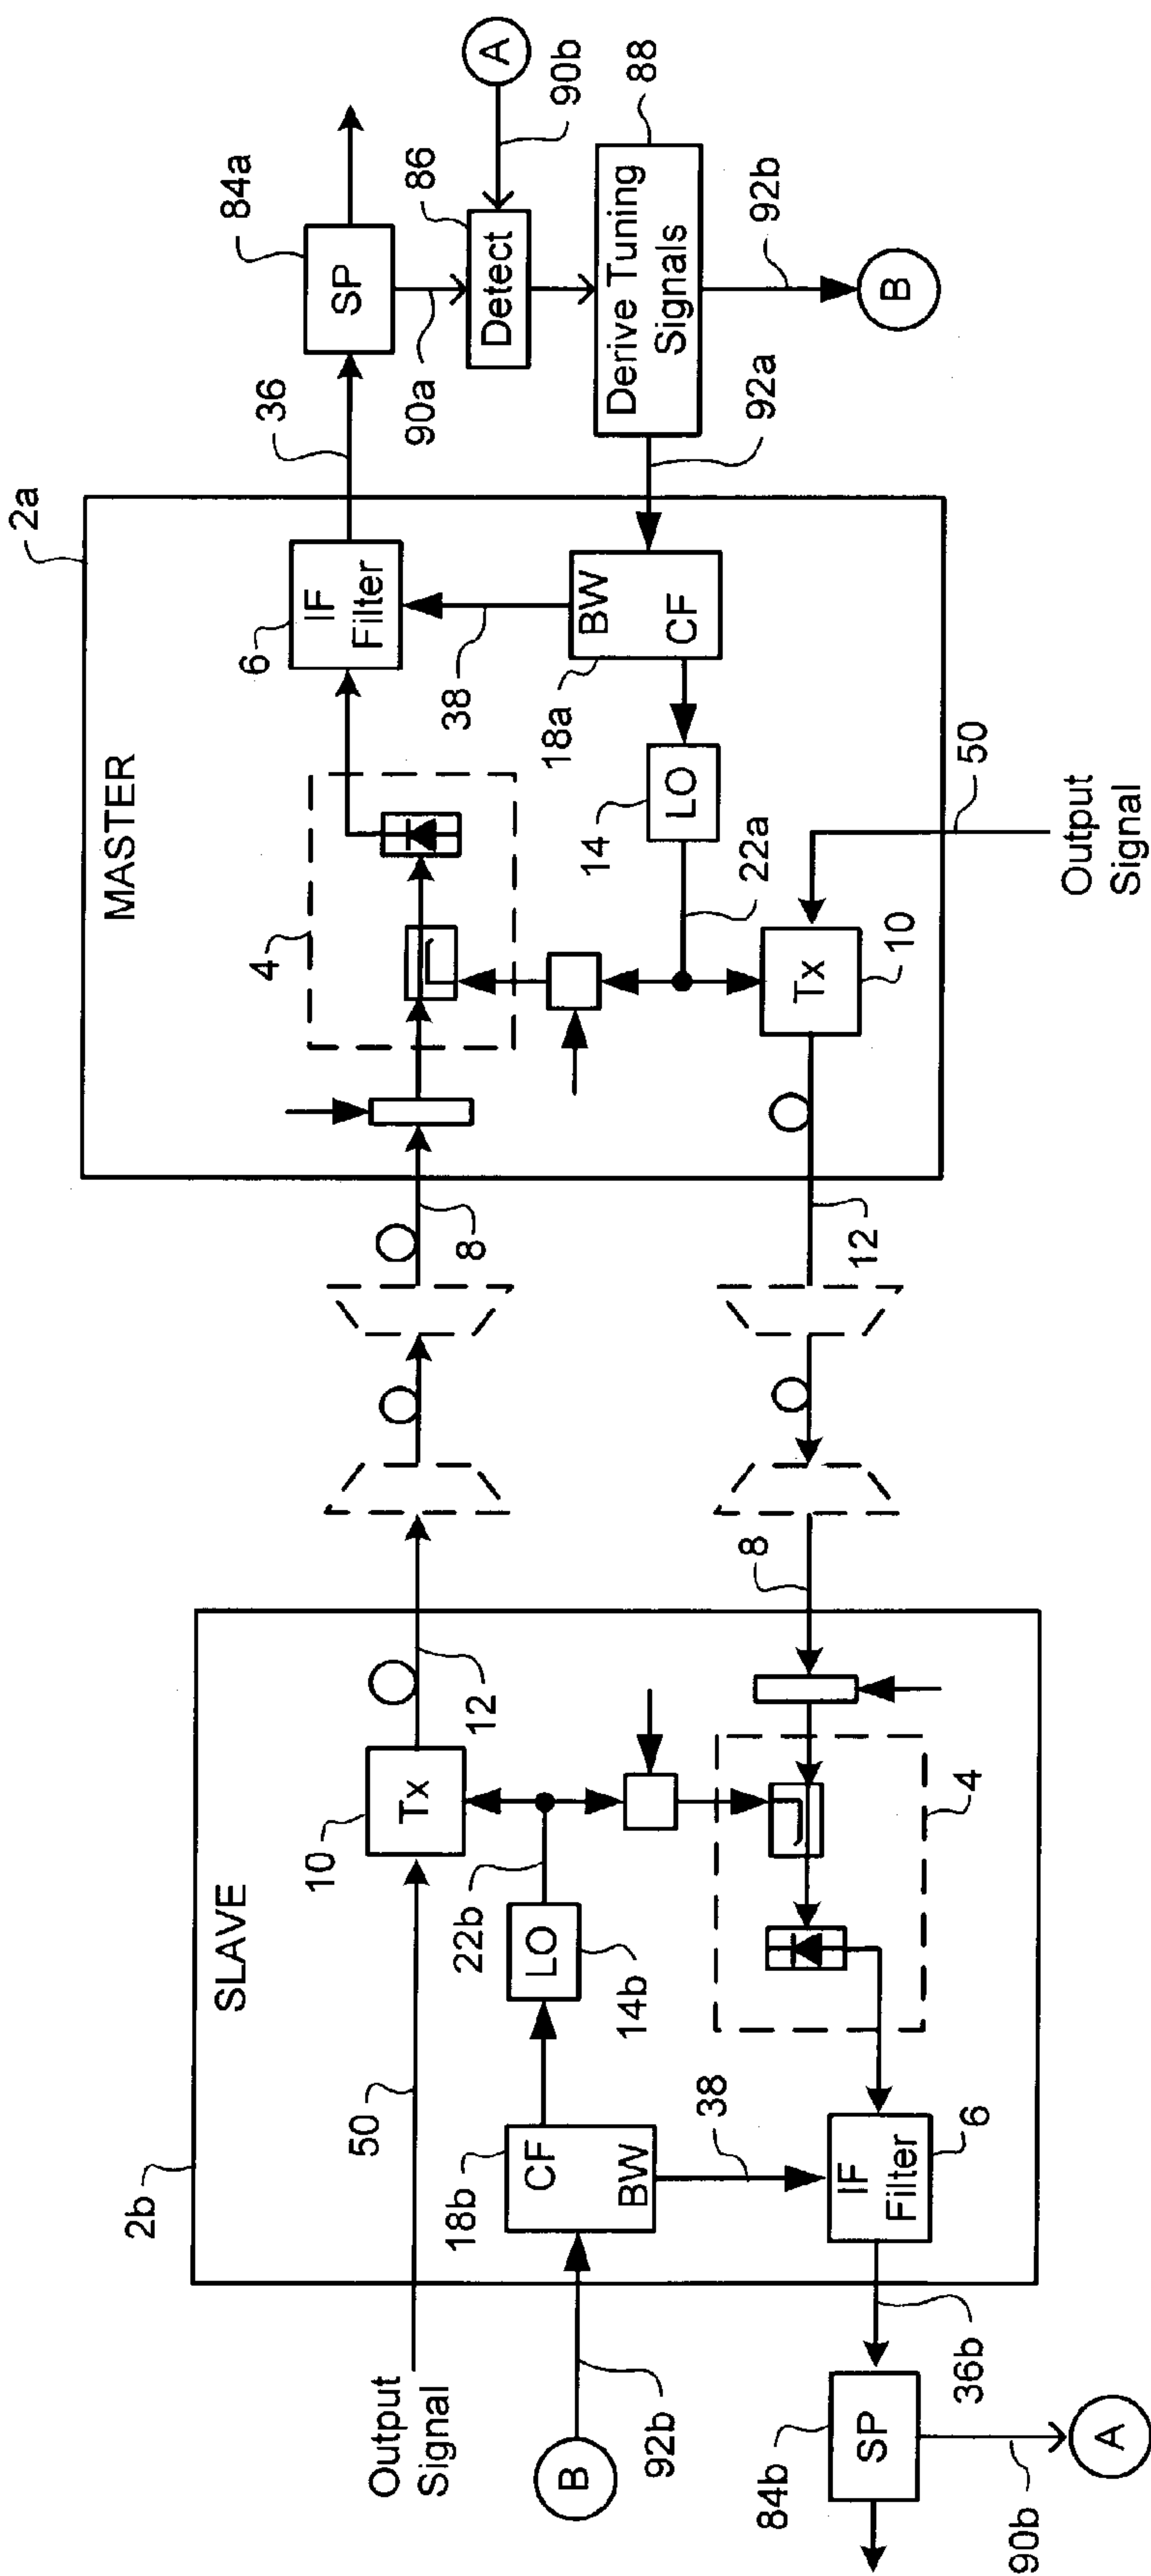 2b
SLAVE
Output
Signal
50
10
Tx
12
22b
LO
14b
18b
CF
BW
B
92b
38
8
4
6
IF
Filter
36b
84b
SP
90b
A
2a
MASTER
8
4
6
IF
Filter
36
84a
SP
90a
86
Detect
90b
A
88
Derive Tuning
Signals
92a
92b
B
38
18a
BW
CF
14
LO
22a
Tx
10
12
50
Output
Signal